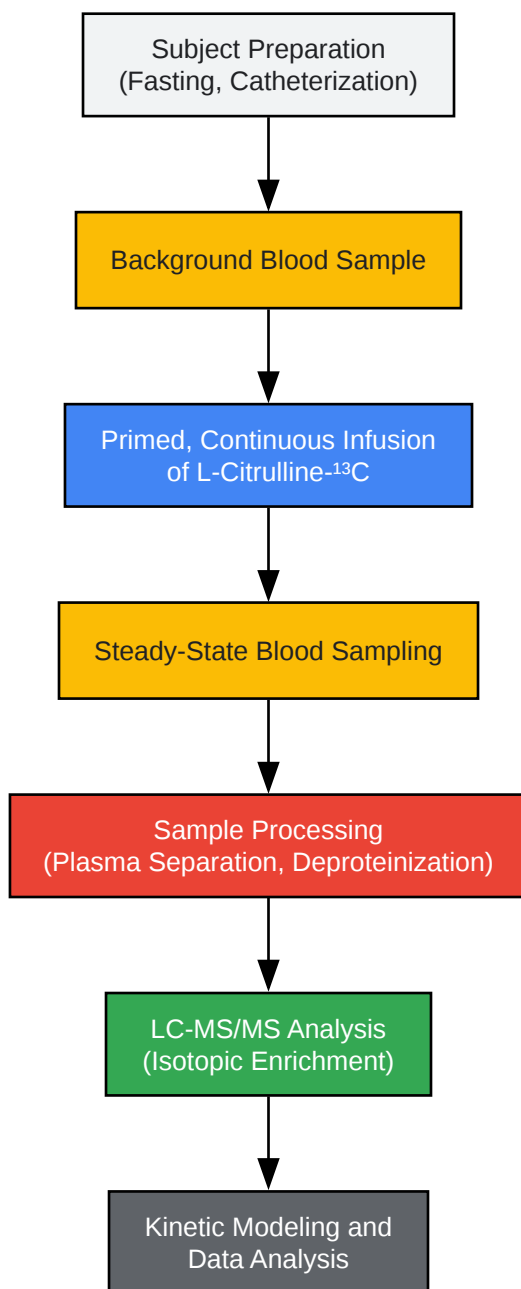 Subject Preparation
(Fasting, Catheterization)
Background Blood Sample
Primed, Continuous Infusion
of L-Citrulline-¹³C
Steady-State Blood Sampling
Sample Processing
(Plasma Separation, Deproteinization)
LC-MS/MS Analysis
(Isotopic Enrichment)
Kinetic Modeling and
Data Analysis